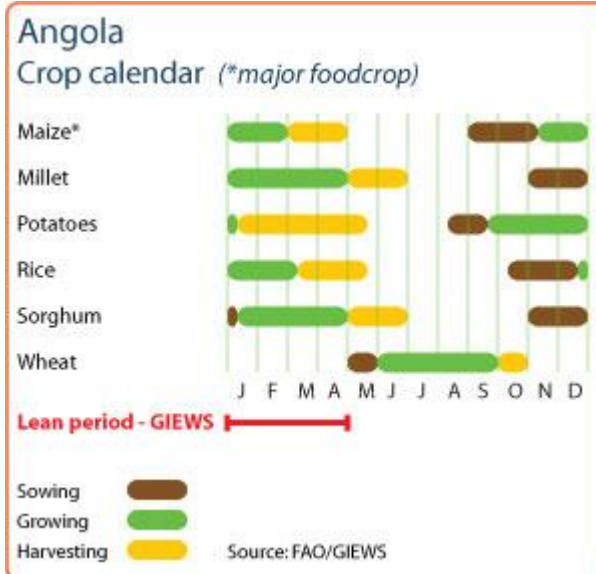 Angola
Crop calendar (*major foodcrop)
Maize*
Millet
Potatoes
Rice
Sorghum
Wheat
J F M A M J J A S O N D
Lean period - GIEWS
Sowing
Growing
Harvesting Source: FAO/GIEWS